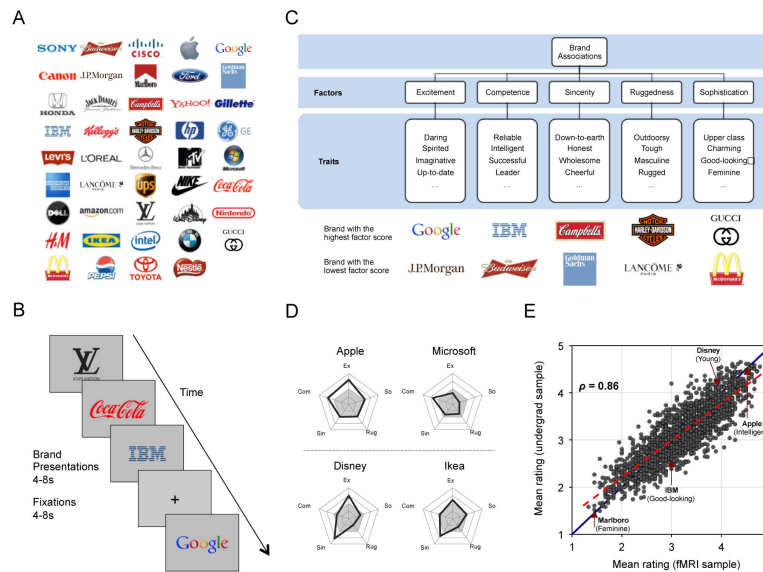 A
SONY Budweiser CISCO. Google
Canon J.P.Morgan Marlboro Ford Goldman Sachs
HONDA JACK DANIEL'S Campbell's YAHOO! Gillette
IBM Kellogg's HARLEY-DAVIDSON hp GE
LEVI'S L'ORÉAL Mercedes-Benz MTV Microsoft
AMERICAN EXPRESS LANCÔME PARIS ups NIKE Coca-Cola
DELL amazon.com LOUIS VUITTON Walt Disney Nintendo
H&M IKEA intel BMW GUCCI
McDonald's PEPSI TOYOTA Nestle
B
LOUIS VUITTON
Coca-Cola
IBM
+
Google
Time
Brand
Presentations
4-8s
Fixations
4-8s
C
Brand
Associations
Factors
Excitement Competence Sincerity Ruggedness Sophistication
Traits
Daring Reliable Down-to-earth Outdoorsy Upper class
Spirited Intelligent Honest Tough Charming
Imaginative Successful Wholesome Masculine Good-looking
Up-to-date Leader Cheerful Rugged Feminine
... ... ... ... ...
Brand with the
highest factor score
Google IBM Campbell's HARLEY-DAVIDSON CYCLES GUCCI
Brand with the
lowest factor score
J.P.Morgan Budweiser Goldman Sachs LANCÔME PARIS McDonald's
D
Apple
Ex
Com So
Sin Rug
Microsoft
Ex
Com So
Sin Rug
Disney
Ex
Com So
Sin Rug
Ikea
Ex
Com So
Sin Rug
E
Mean rating (undergrad sample)
5
4
3
2
1
ρ = 0.86
Disney
(Young)
Apple
(Intelligen
IBM
(Good-looking)
Marlboro
(Feminine)
1 2 3 4
Mean rating (fMRI sample)